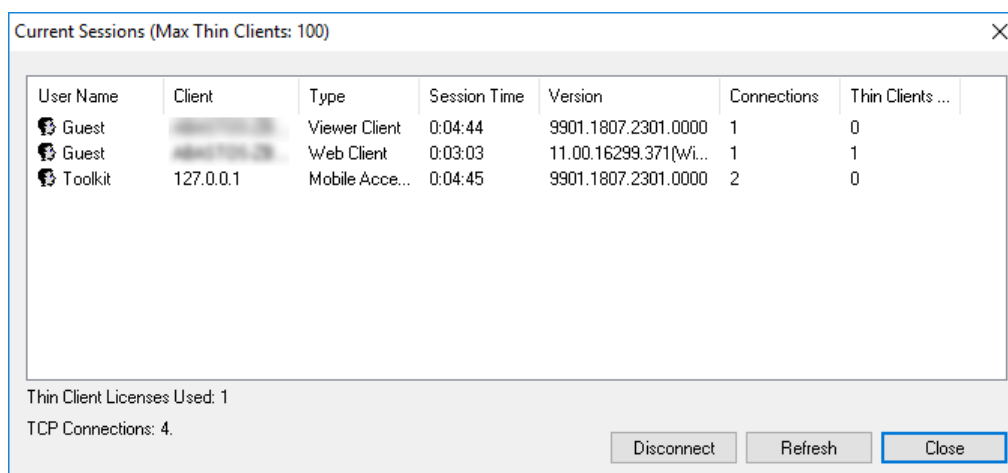 Current Sessions (Max Thin Clients: 100)
User Name Client Type Session Time Version Connections Thin Clients ...
Guest Viewer Client 0:04:44 9901.1807.2301.0000 1 0
Guest Web Client 0:03:03 11.00.16299.371(Wi... 1 1
Toolkit 127.0.0.1 Mobile Acce... 0:04:45 9901.1807.2301.0000 2 0
Thin Client Licenses Used: 1
TCP Connections: 4.
Disconnect Refresh Close